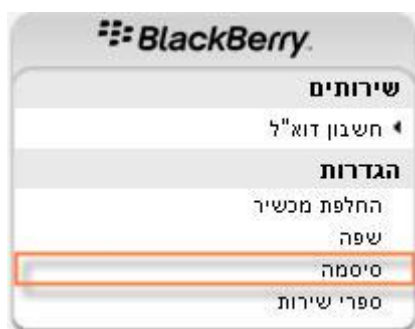 BlackBerry
שירותים
חשבון דוא"ל
הגדרות
החלפת מכשיר
שפה
סיסמה
ספרי שירות